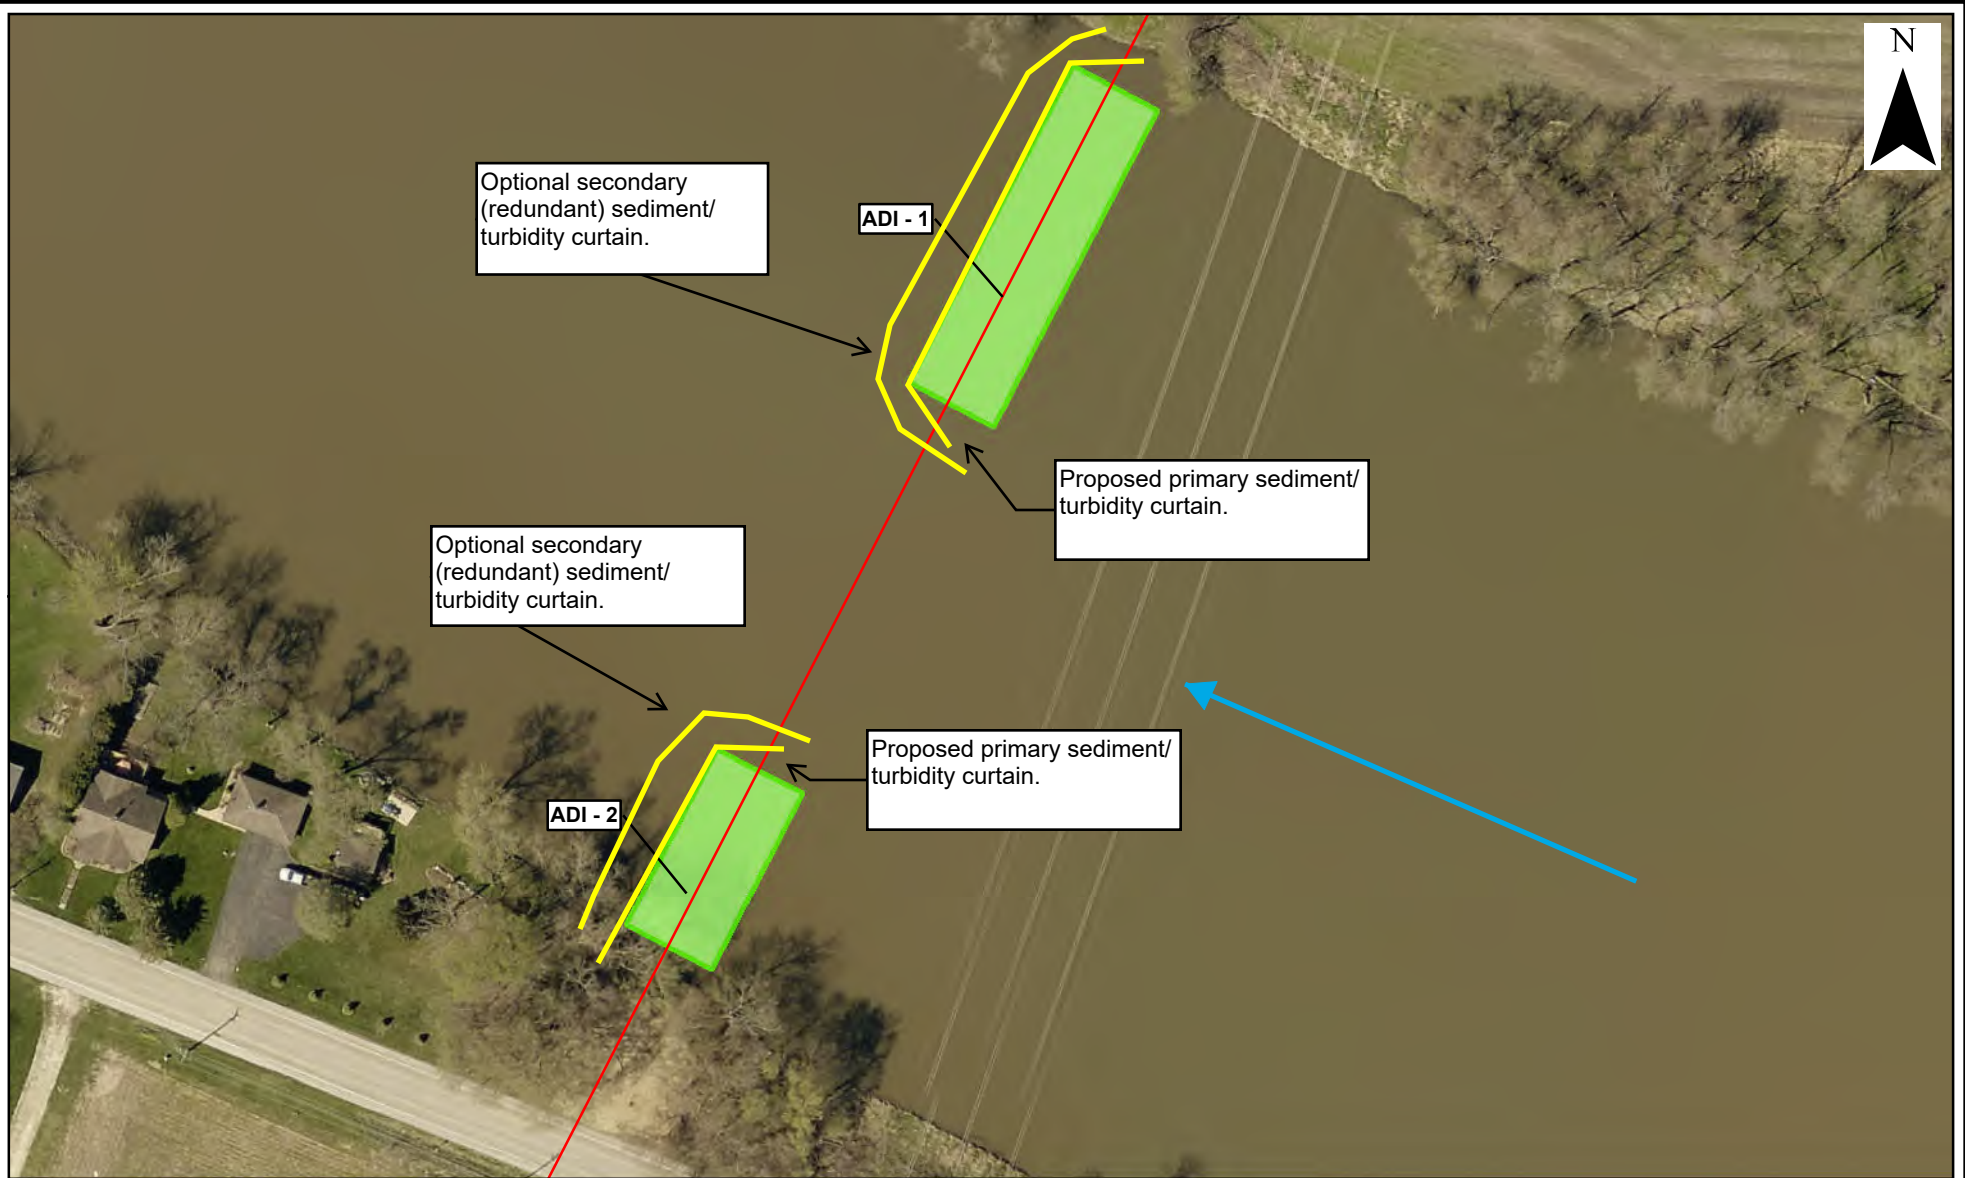 N
Optional secondary
(redundant) sediment/
turbidity curtain.
ADI - 1
Proposed primary sediment/
turbidity curtain.
Optional secondary
(redundant) sediment/
turbidity curtain.
Proposed primary sediment/
turbidity curtain.
ADI - 2